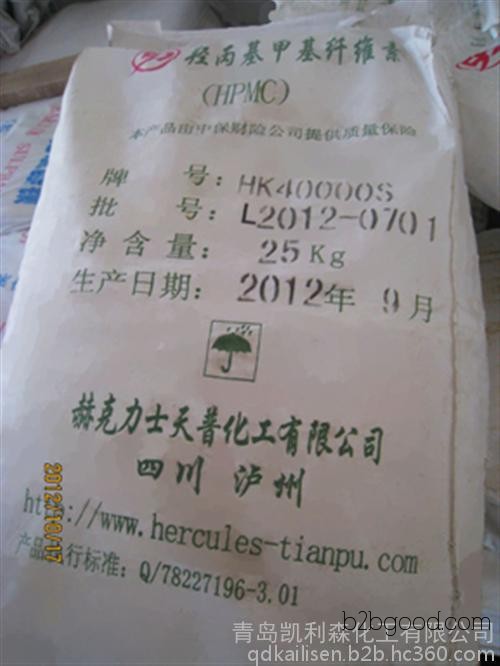 羟丙基甲基纤维素
(HPMC)
本产品由中保财险公司提供质量保险
牌 号: HK40000S
批 号: L2012-0701
净含量: 25Kg
生产日期: 2012年 9月
赫克力士天普化工有限公司
四川 泸州
http://www.hercules-tianpu.com
产品执行标准: Q/78227196-3.01
2012/10/17
b2bgood.com
青岛凯利森化工有限公司
qdkailisen.b2b.hc360.com